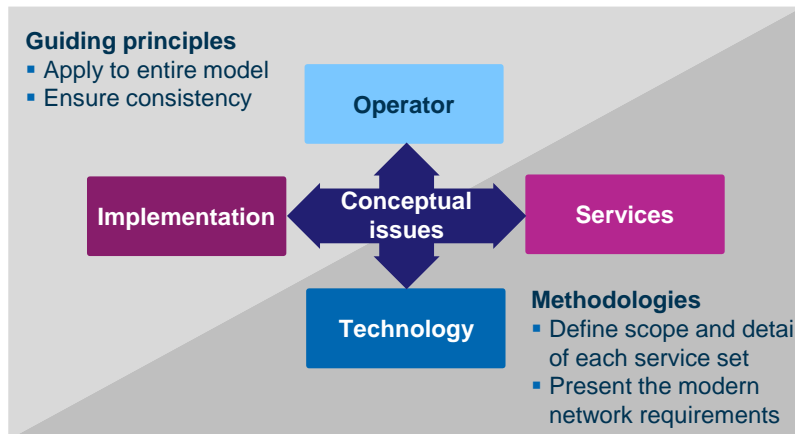 Guiding principles
▪ Apply to entire model
▪ Ensure consistency
Operator
Implementation
Conceptual
issues
Services
Technology
Methodologies
▪ Define scope and detai
of each service set
▪ Present the modern
network requirements